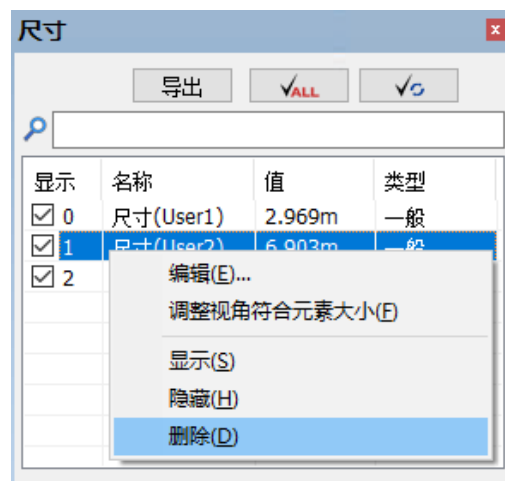 尺寸
导出 ALL
显示 名称 值 类型
0 尺寸(User1) 2.969m 一般
1 尺寸(User2) 6.903m 一般
2
编辑(E)...
调整视角符合元素大小(F)
显示(S)
隐藏(H)
删除(D)